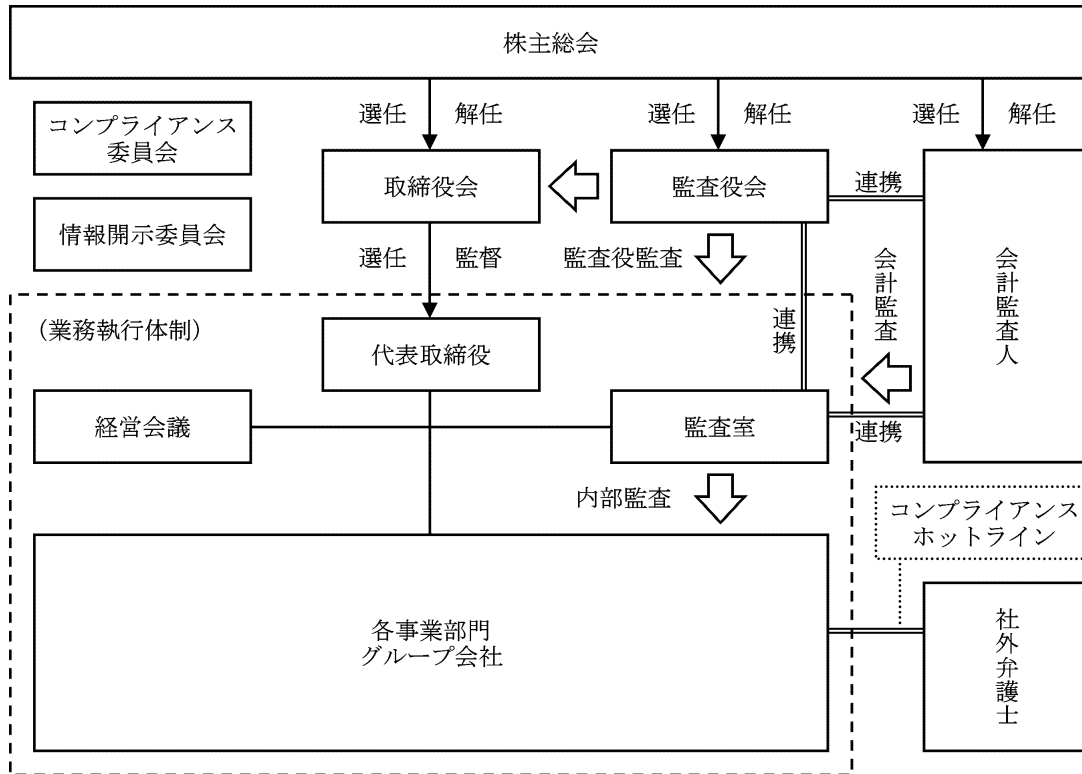 株主総会
選任
解任
選任
解任
選任
解任
コンプライアンス
委員会
取締役会
監査役会
連携
会計監査人
情報開示委員会
選任
監督
監査役監査
会計監査
(業務執行体制)
代表取締役
連携
経営会議
監査室
連携
内部監査
コンプライアンス
ホットライン
各事業部門
グループ会社
社外弁護士